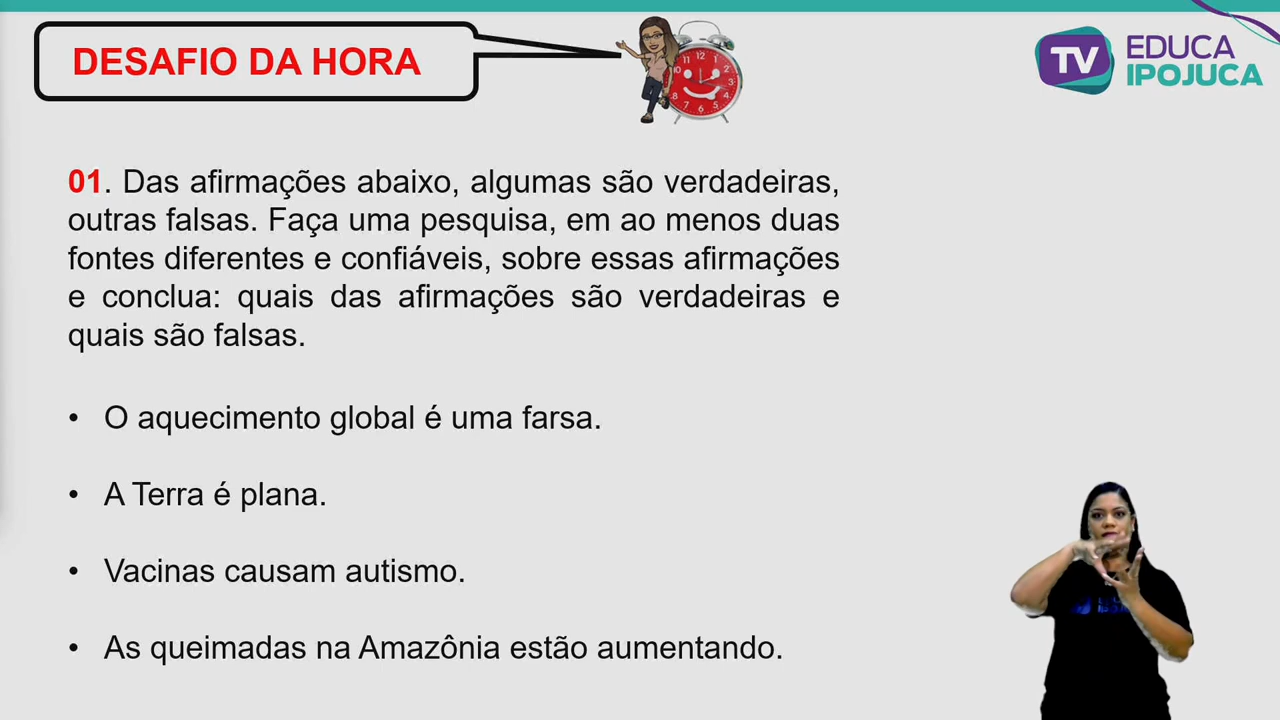 DESAFIO DA HORA
TV EDUCA
IPOJUCA
01. Das afirmações abaixo, algumas são verdadeiras,
outras falsas. Faça uma pesquisa, em ao menos duas
fontes diferentes e confiáveis, sobre essas afirmações
e conclua: quais das afirmações são verdadeiras e
quais são falsas.
• O aquecimento global é uma farsa.
• A Terra é plana.
• Vacinas causam autismo.
• As queimadas na Amazônia estão aumentando.